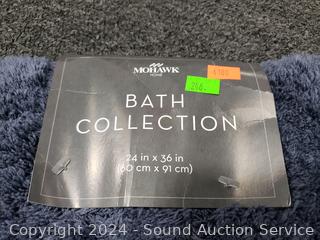 MOHAWK
HOME
BATH
COLLECTION
24 in x 36 in
(60 cm x 91 cm)
Copyright 2024 - Sound Auction Service